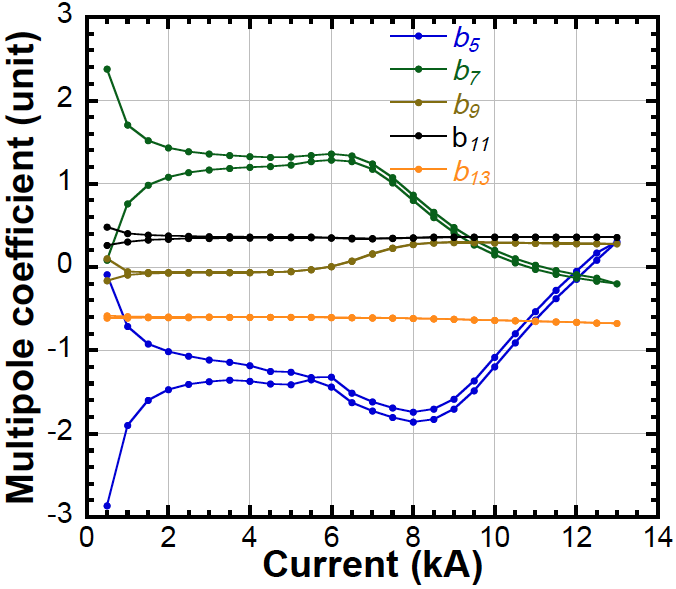 3
2
1
0
-1
-2
-3
Multipole coefficient (unit)
b5
b7
b9
b11
b13
0 2 4 6 8 10 12 14
Current (kA)